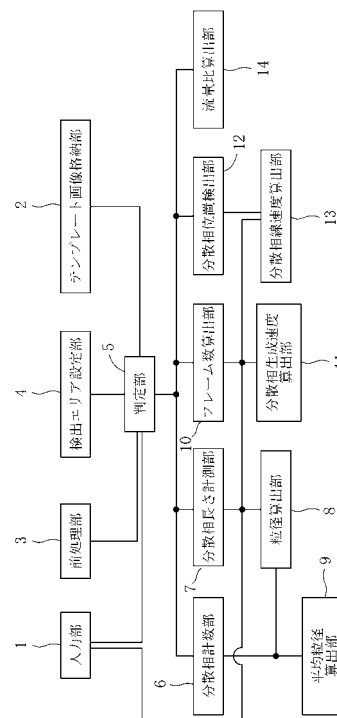 1
入力部
3
前処理部
4
検出エリア設定部
2
テンプレート画像格納部
5
判定部
6
分散相計数部
7
分散相長さ計測部
10
フレーム数算出部
12
分散相位置検出部
14
流量比算出部
9
平均粒径
算出部
8
粒径算出部
11
分散相生成速度
算出部
13
分散相線速度算出部